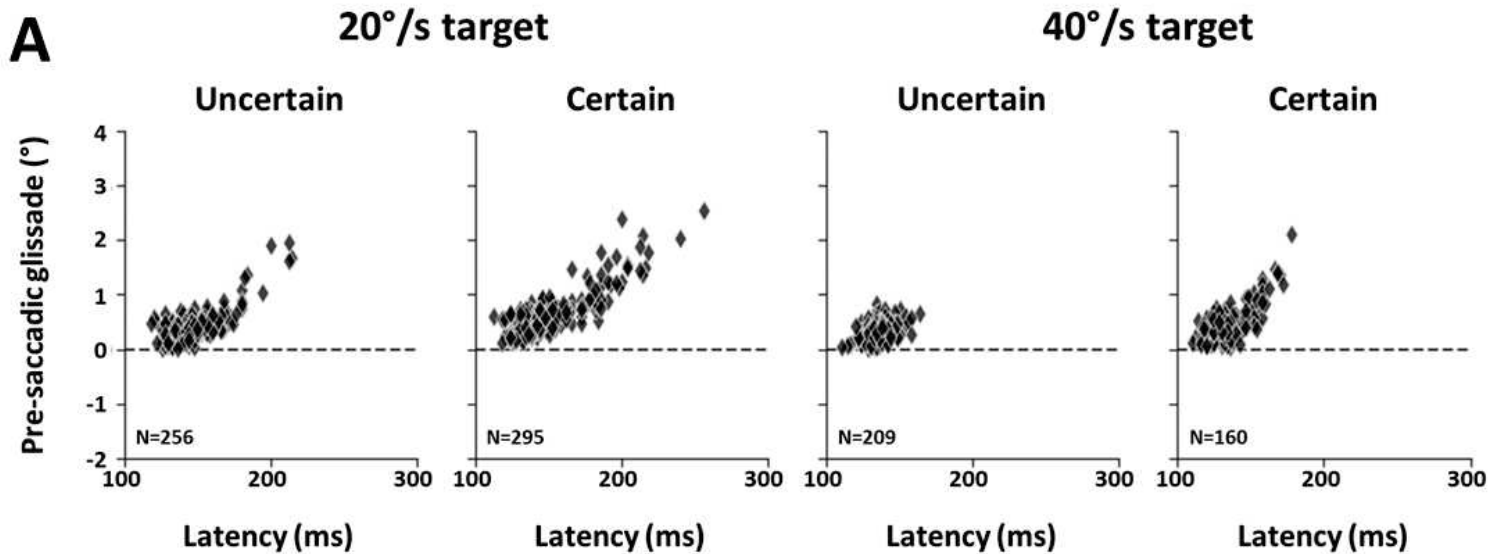 A
20°/s target
40°/s target
Uncertain
Certain
Uncertain
Certain
Pre-saccadic glissade (°)
4
3
2
1
0
-1
-2
N=256
N=295
N=209
N=160
100 200 300
100 200 300
100 200 300
100 200 300
Latency (ms)
Latency (ms)
Latency (ms)
Latency (ms)